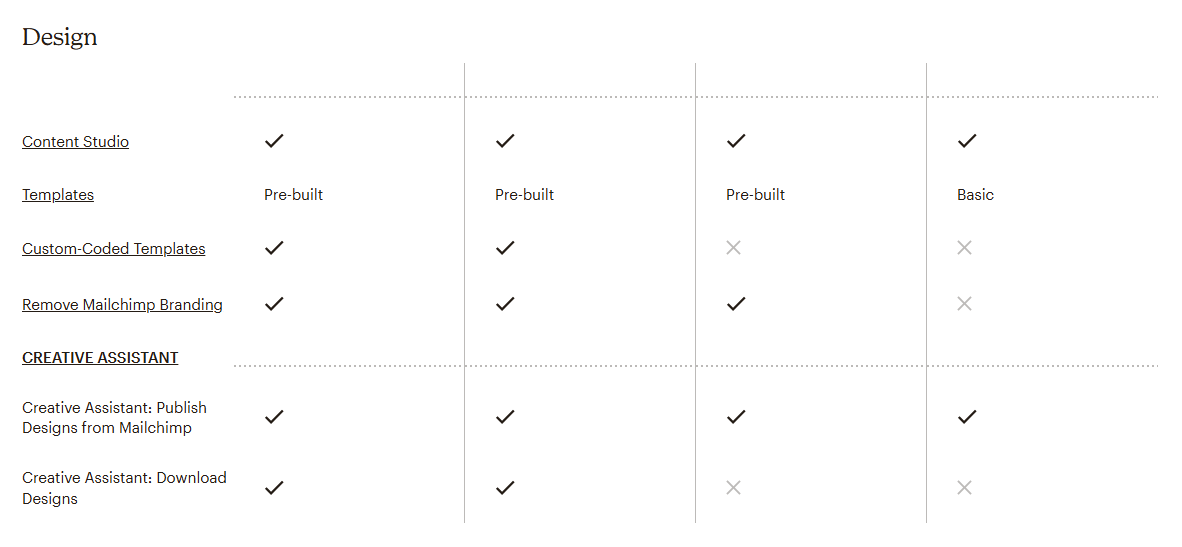 Design
Content Studio
Templates Pre-built Pre-built Pre-built Basic
Custom-Coded Templates
Remove Mailchimp Branding
CREATIVE ASSISTANT
Creative Assistant: Publish
Designs from Mailchimp
Creative Assistant: Download
Designs